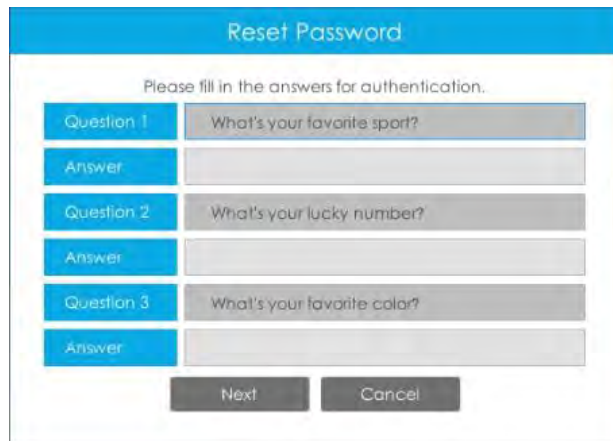 Reset Password
Please fill in the answers for authentication.
Question 1 What's your favorite sport?
Answer
Question 2 What's your lucky number?
Answer
Question 3 What's your favorite color?
Answer
Next Cancel